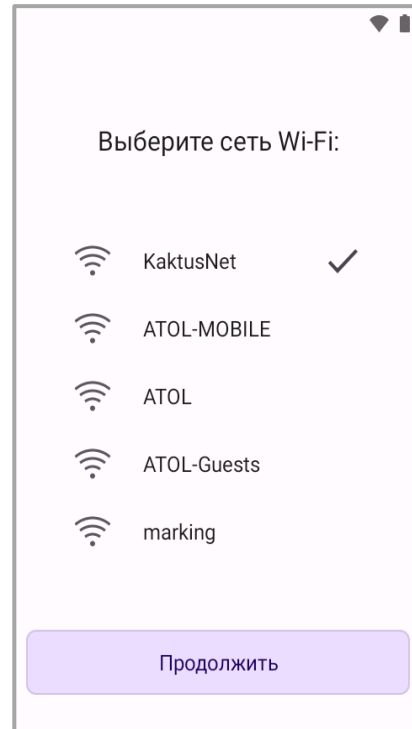 Выберите сеть Wi-Fi:
KaktusNet
ATOL-MOBILE
ATOL
ATOL-Guests
marking
Продолжить